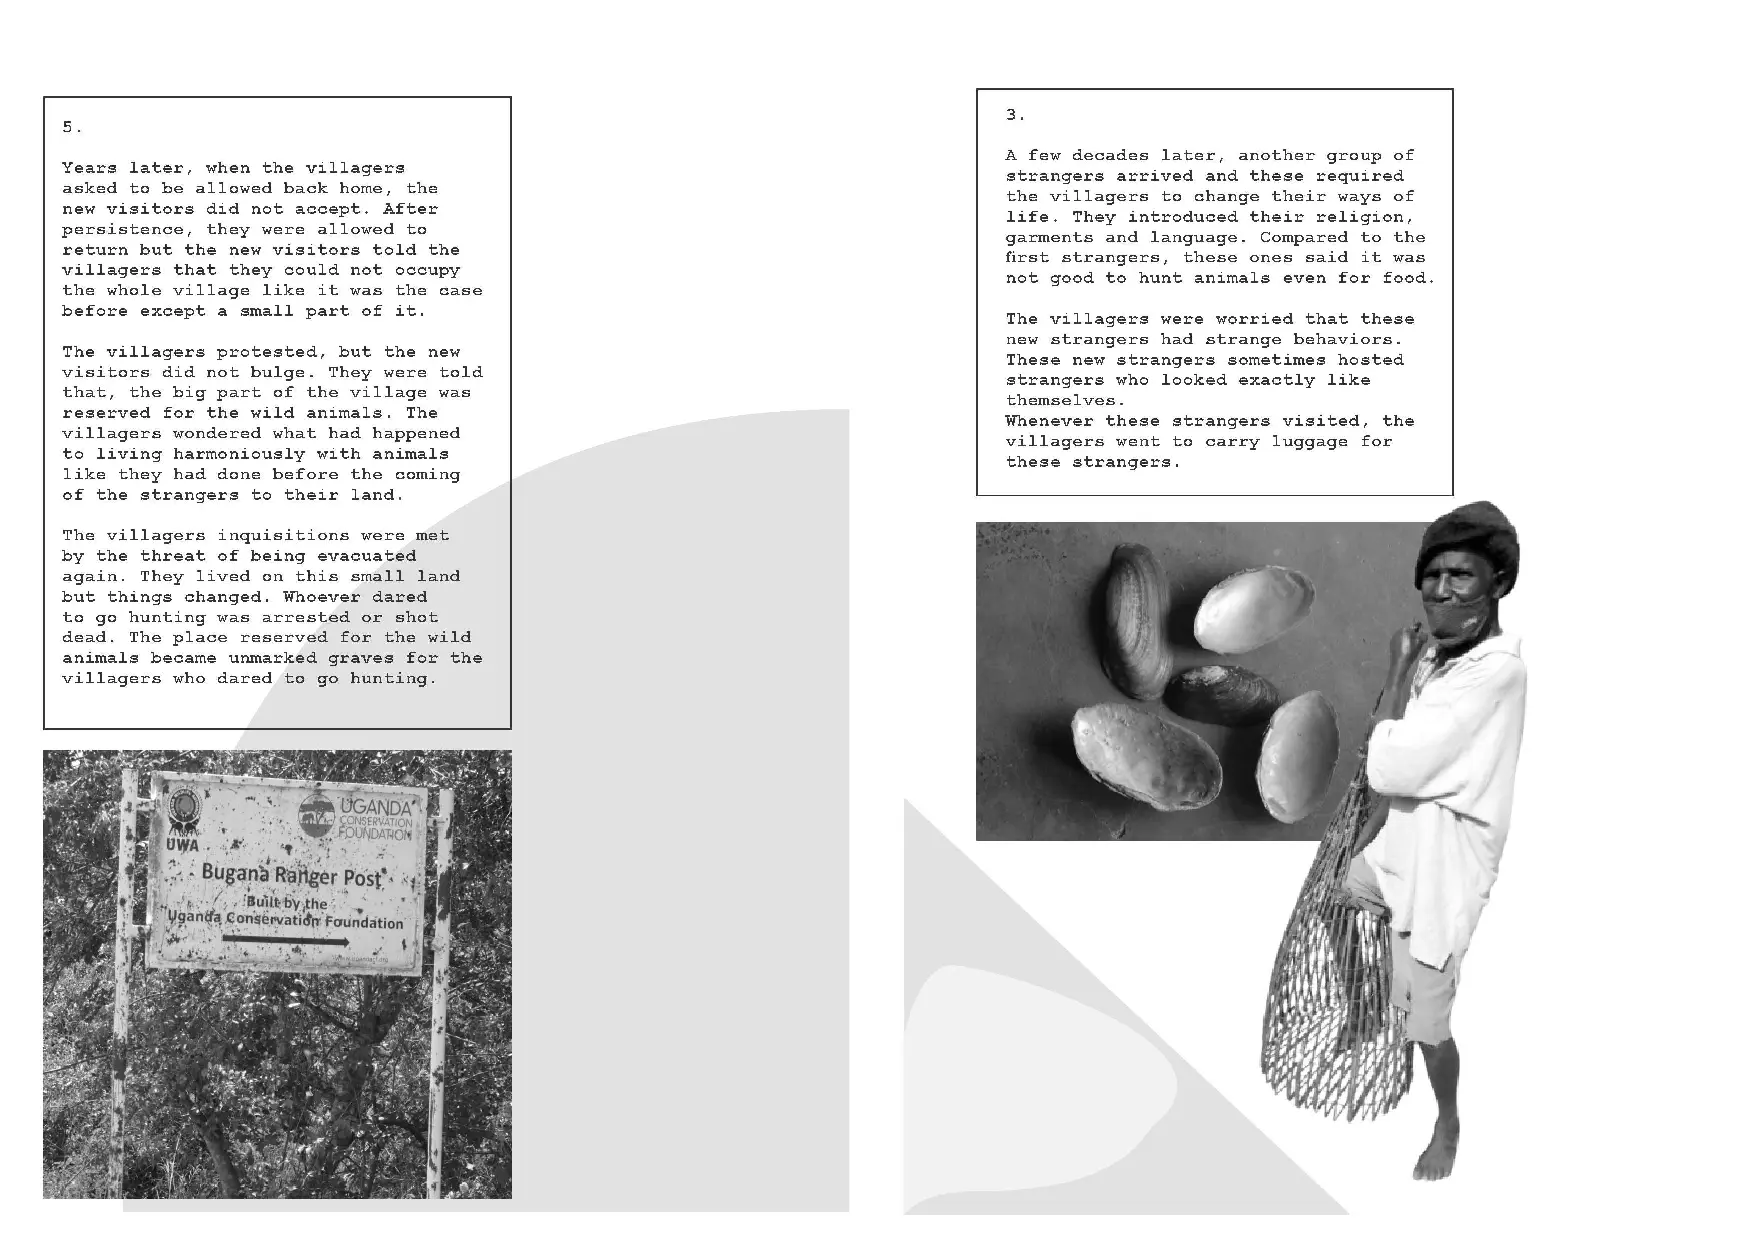 5.
Years later, when the villagers
asked to be allowed back home, the
new visitors did not accept. After
persistence, they were allowed to
return but the new visitors told the
villagers that they could not occupy
the whole village like it was the case
before except a small part of it.
The villagers protested, but the new
visitors did not bulge. They were told
that, the big part of the village was
reserved for the wild animals. The
villagers wondered what had happened
to living harmoniously with animals
like they had done before the coming
of the strangers to their land.
The villagers inquisitions were met
by the threat of being evacuated
again. They lived on this small land
but things changed. Whoever dared
to go hunting was arrested or shot
dead. The place reserved for the wild
animals became unmarked graves for the
villagers who dared to go hunting.
UWA
UGANDA
CONSERVATION
FOUNDATION
Bugana Ranger Post
Built by the
Uganda Conservation Foundation
3.
A few decades later, another group of
strangers arrived and these required
the villagers to change their ways of
life. They introduced their religion,
garments and language. Compared to the
first strangers, these ones said it was
not good to hunt animals even for food.
The villagers were worried that these
new strangers had strange behaviors.
These new strangers sometimes hosted
strangers who looked exactly like
themselves.
Whenever these strangers visited, the
villagers went to carry luggage for
these strangers.